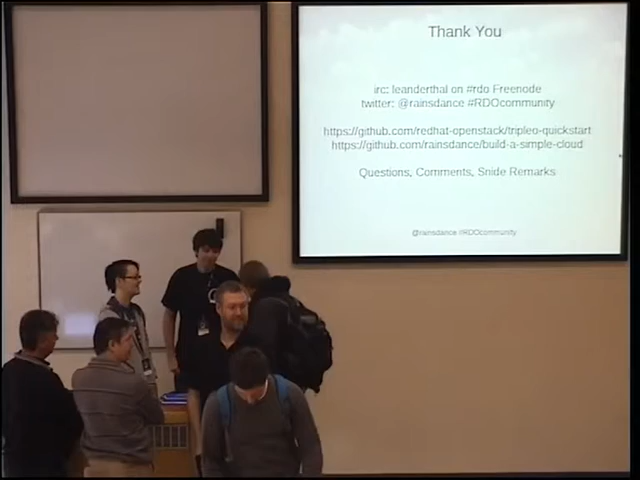 Thank You
irc: leanderthal on #rdo Freenode
twitter: @rainsdance #RDOcommunity
https://github.com/redhat-openstack/tripleo-quickstart
https://github.com/rainsdance/build-a-simple-cloud
Questions, Comments, Snide Remarks
@rainsdance #RDOcommunity